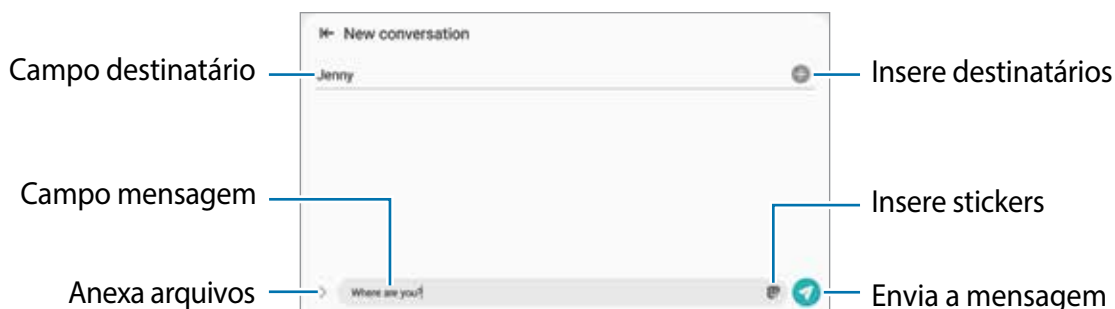 New conversation
Campo destinatário
Jenny
Insere destinatários
Campo mensagem
Insere stickers
Anexa arquivos
Where are you?
Envia a mensagem